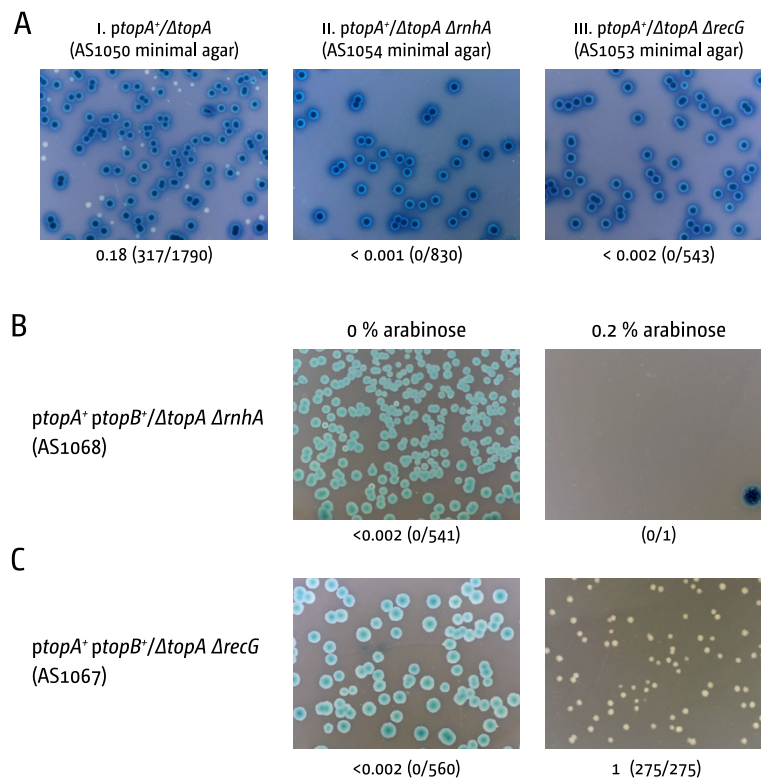 A
I. ptopA⁺/ΔtopA
(AS1050 minimal agar)
II. ptopA⁺/ΔtopA ΔrnhA
(AS1054 minimal agar)
III. ptopA⁺/ΔtopA ΔrecG
(AS1053 minimal agar)
0.18 (317/1790)
< 0.001 (0/830)
< 0.002 (0/543)
B
0 % arabinose
0.2 % arabinose
ptopA⁺ ptopB⁺/ΔtopA ΔrnhA
(AS1068)
<0.002 (0/541)
(0/1)
C
ptopA⁺ ptopB⁺/ΔtopA ΔrecG
(AS1067)
<0.002 (0/560)
1 (275/275)